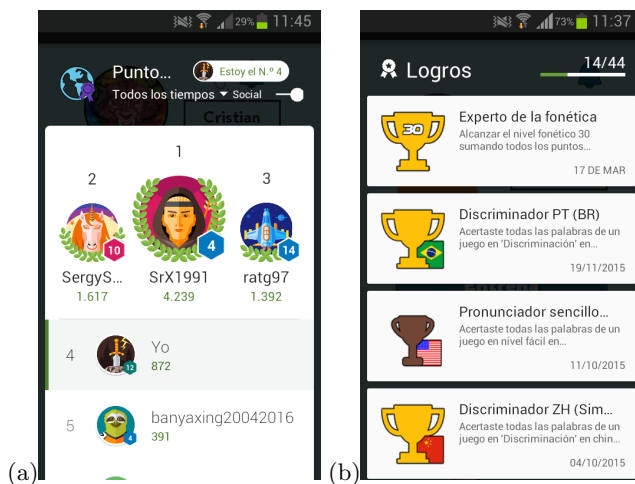 29% 11:45
Punto...
Estoy el N.º 4
Todos los tiempos Social
Cristian
1
2
3
10
4
14
SergyS...
SrX1991
ratg97
1.617
4.239
1.392
4
12
Yo
872
5
4
banyaxing20042016
391
(a)
73% 11:37
Logros
14/44
30
Experto de la fonética
Alcanzar el nivel fonético 30
sumando todos los puntos...
17 DE MAR
Discriminador PT (BR)
Acertaste todas las palabras de un
juego en 'Discriminación' en...
19/11/2015
Entrena
Pronunciador sencillo...
Acertaste todas las palabras de un
juego en nivel fácil en...
11/10/2015
Discriminador ZH (Sim...
Acertaste todas las palabras de un
juego en 'Discriminación' en chin...
04/10/2015
(b)